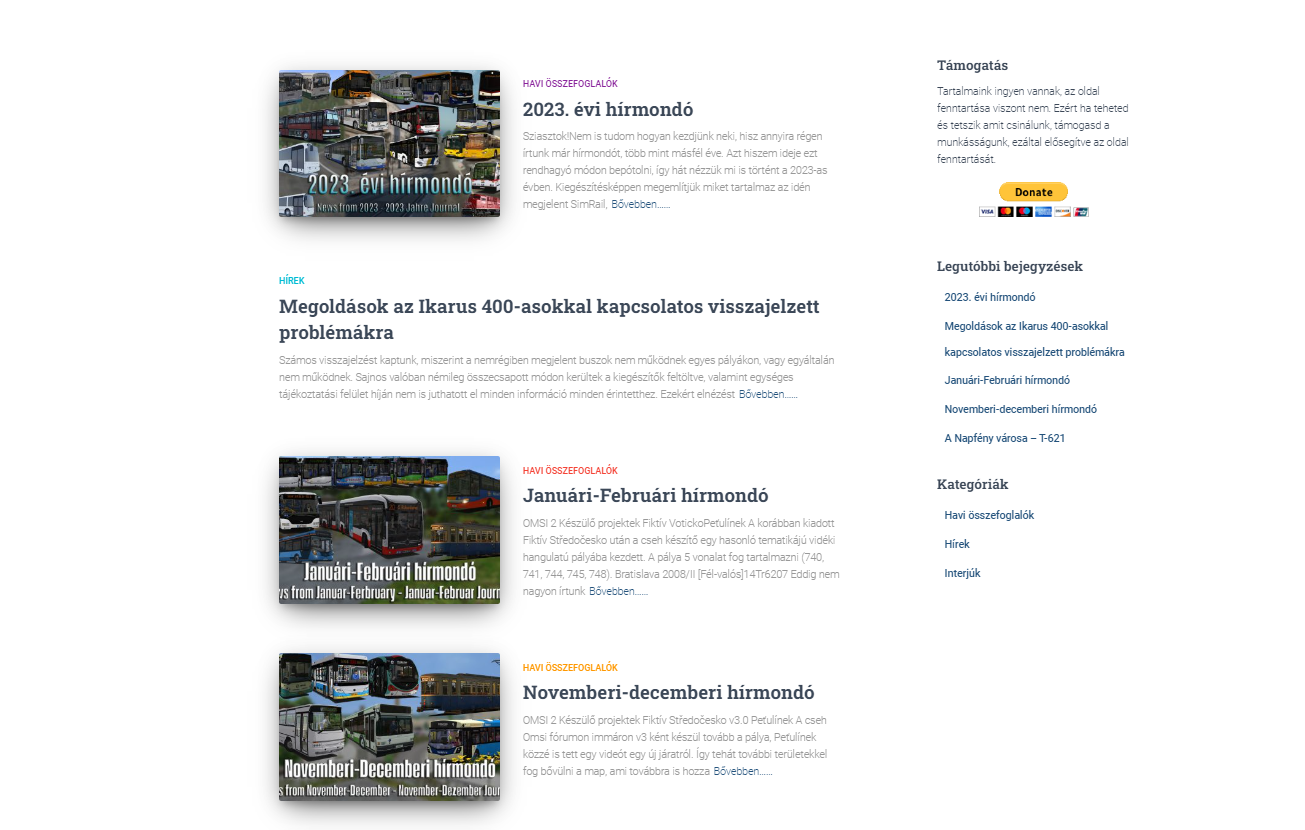 2023. évi hírmondó
News from 2023 - 2023 Jahre Journal
HAVI ÖSSZEFOGLALÓK
2023. évi hírmondó
Sziasztok!Nem is tudom hogyan kezdjünk neki, hisz annyira régen
írtunk már hírmondót, több mint másfél éve. Azt hiszem ideje ezt
rendhagyó módon bepótolni, így hát nézzük mi is történt a 2023-as
évben. Kiegészítésképpen megemlítjük miket tartalmaz az idén
megjelent SimRail, Bővebben……
HÍREK
Megoldások az Ikarus 400-asokkal kapcsolatos visszajelzett
problémákra
Számos visszajelzést kaptunk, miszerint a nemrégiben megjelent buszok nem működnek egyes pályákon, vagy egyáltalán
nem működnek. Sajnos valóban némileg összecsapott módon kerültek a kiegészítők feltöltve, valamint egységes
tájékoztatási felület híján nem is juthatott el minden információ minden érintetthez. Ezekért elnézést Bővebben……
Januári-Februári hírmondó
ws from Januar-Ferbruary - Januar-Februar Journ
HAVI ÖSSZEFOGLALÓK
Januári-Februári hírmondó
OMSI 2 Készülő projektek Fiktív VotickoPeťulínek A korábban kiadott
Fiktív Středočesko után a cseh készítő egy hasonló tematikájú vidéki
hangulatú pályába kezdett. A pálya 5 vonalat fog tartalmazni (740,
741, 744, 745, 748). Bratislava 2008/II [Fél-valós]14Tr6207 Eddig nem
nagyon írtunk Bővebben……
Novemberi-Decemberi hírmondó
s from November-December - November-Dezember Jour
HAVI ÖSSZEFOGLALÓK
Novemberi-decemberi hírmondó
OMSI 2 Készülő projektek Fiktív Středočesko v3.0 Peťulínek A cseh
Omsi fórumon immáron v3 ként készül tovább a pálya, Peťulínek
közzé is tett egy videót egy új járatról. Így tehát további területekkel
fog bővülni a map, ami továbbra is hozza Bővebben……
Támogatás
Tartalmaink ingyen vannak, az oldal
fenntartása viszont nem. Ezért ha teheted
és tetszik amit csinálunk, támogasd a
munkásságunk, ezáltal elősegítve az oldal
fenntartását.
Donate
VISA
Legutóbbi bejegyzések
2023. évi hírmondó
Megoldások az Ikarus 400-asokkal
kapcsolatos visszajelzett problémákra
Januári-Februári hírmondó
Novemberi-decemberi hírmondó
A Napfény városa – T-621
Kategóriák
Havi összefoglalók
Hírek
Interjúk